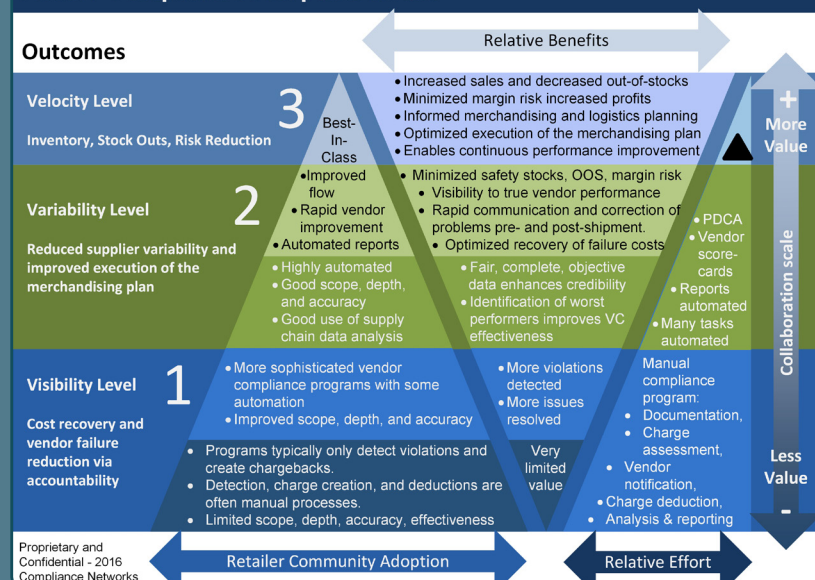 Relative Benefits
Outcomes
Velocity Level
3
Inventory, Stock Outs, Risk Reduction
Best-
In-
Class
• Increased sales and decreased out-of-stocks
• Minimized margin risk increased profits
• Informed merchandising and logistics planning
• Optimized execution of the merchandising plan
• Enables continuous performance improvement
+
More
Value
Variability Level
2
Reduced supplier variability and
improved execution of the
merchandising plan
• Improved
flow
• Rapid vendor
improvement
• Automated reports
• Minimized safety stocks, OOS, margin risk
• Visibility to true vendor performance
• Rapid communication and correction of
problems pre- and post-shipment.
• Optimized recovery of failure costs
• Highly automated
• Good scope, depth,
and accuracy
• Good use of supply
chain data analysis
• Fair, complete, objective
data enhances credibility
• Identification of worst
performers improves VC
effectiveness
• PDCA
• Vendor
score-
cards
• Reports
automated
• Many tasks
automated
Collaboration scale
Visibility Level
1
Cost recovery and
vendor failure
reduction via
accountability
• More sophisticated vendor
compliance programs with some
automation
• Improved scope, depth, and accuracy
• More violations
detected
• More issues
resolved
Manual
compliance
program:
• Documentation,
• Charge
assessment,
• Vendor
notification,
• Charge deduction,
• Analysis & reporting
• Programs typically only detect violations and
create chargebacks.
• Detection, charge creation, and deductions are
often manual processes.
• Limited scope, depth, accuracy, effectiveness
Very
limited
value
Less
Value
-
Proprietary and
Confidential - 2016
Compliance Networks
Retailer Community Adoption
Relative Effort